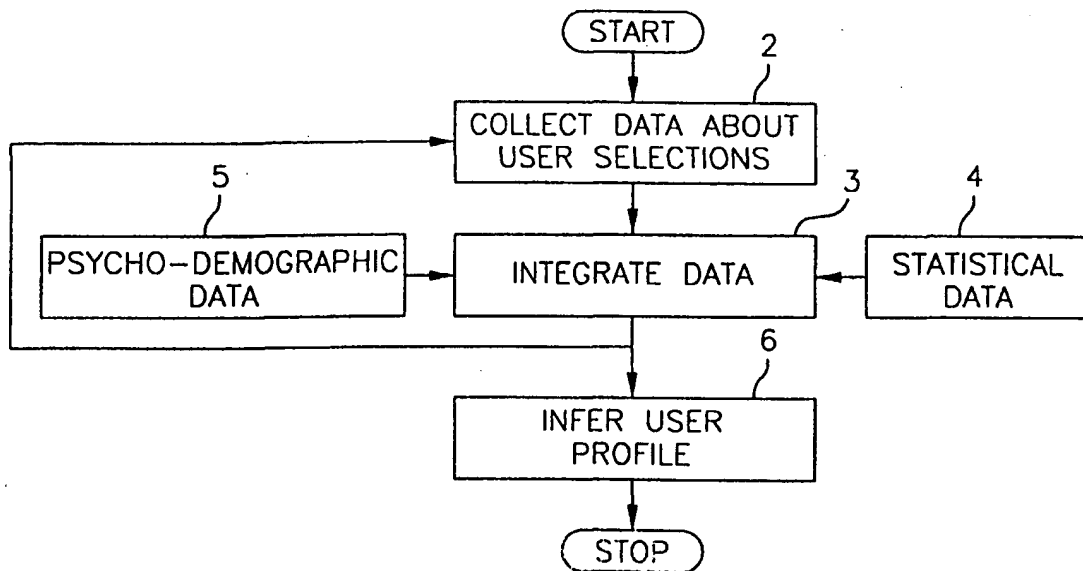 START
2
COLLECT DATA ABOUT
USER SELECTIONS
5
3
4
PSYCHO-DEMOGRAPHIC
DATA
INTEGRATE DATA
STATISTICAL
DATA
6
INFER USER
PROFILE
STOP